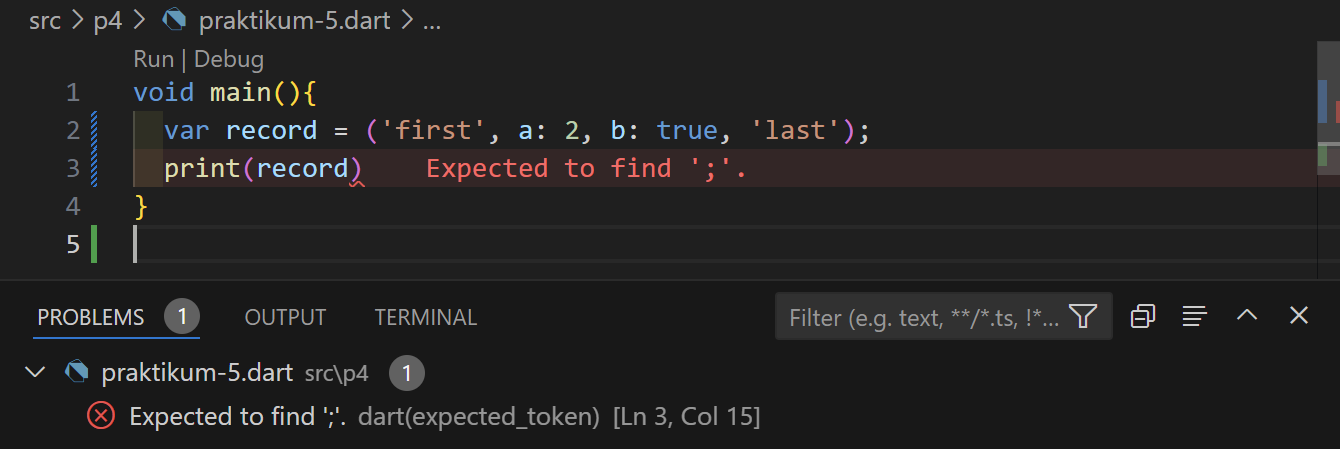 src > p4 > praktikum-5.dart > ...
Run | Debug
1 void main(){
2 var record = ('first', a: 2, b: true, 'last');
3 print(record) Expected to find ';'.
4 }
5
PROBLEMS 1 OUTPUT TERMINAL Filter (e.g. text, **/*.ts, !*...
praktikum-5.dart src\p4 1
Expected to find ';'. dart(expected_token) [Ln 3, Col 15]